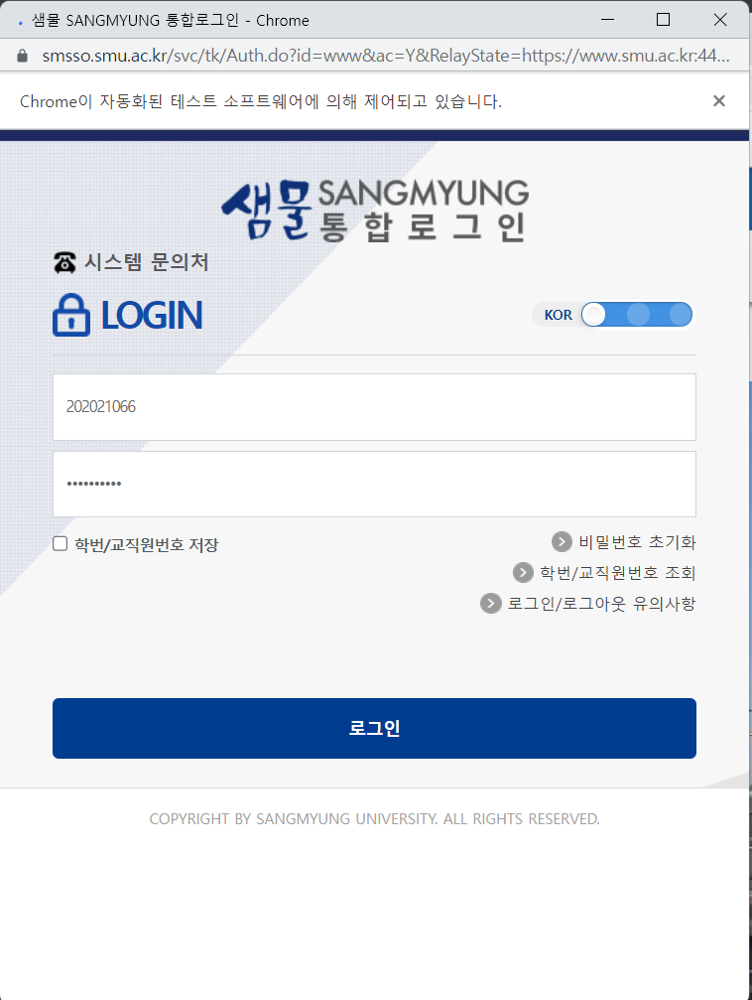 샘물 SANGMYUNG 통합로그인 - Chrome
smsso.smu.ac.kr/svc/tk/Auth.do?id=www&ac=Y&RelayState=https://www.smu.ac.kr:44...
Chrome이 자동화된 테스트 소프트웨어에 의해 제어되고 있습니다.
샘물 SANGMYUNG
통합로그인
시스템 문의처
LOGIN
KOR
202021066
••••••••••
학번/교직원번호 저장
비밀번호 초기화
학번/교직원번호 조회
로그인/로그아웃 유의사항
로그인
COPYRIGHT BY SANGMYUNG UNIVERSITY. ALL RIGHTS RESERVED.